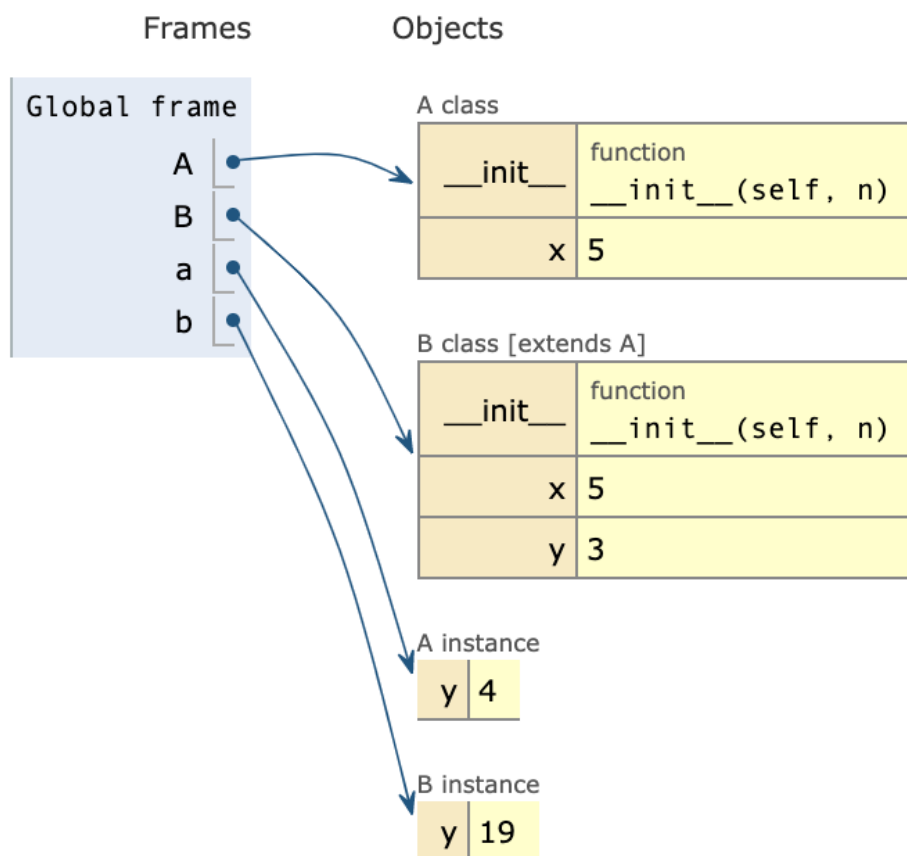 Frames Objects
Global frame
A
B
a
b
A class
__init__ function
__init__(self, n)
x 5
B class [extends A]
__init__ function
__init__(self, n)
x 5
y 3
A instance
y 4
B instance
y 19